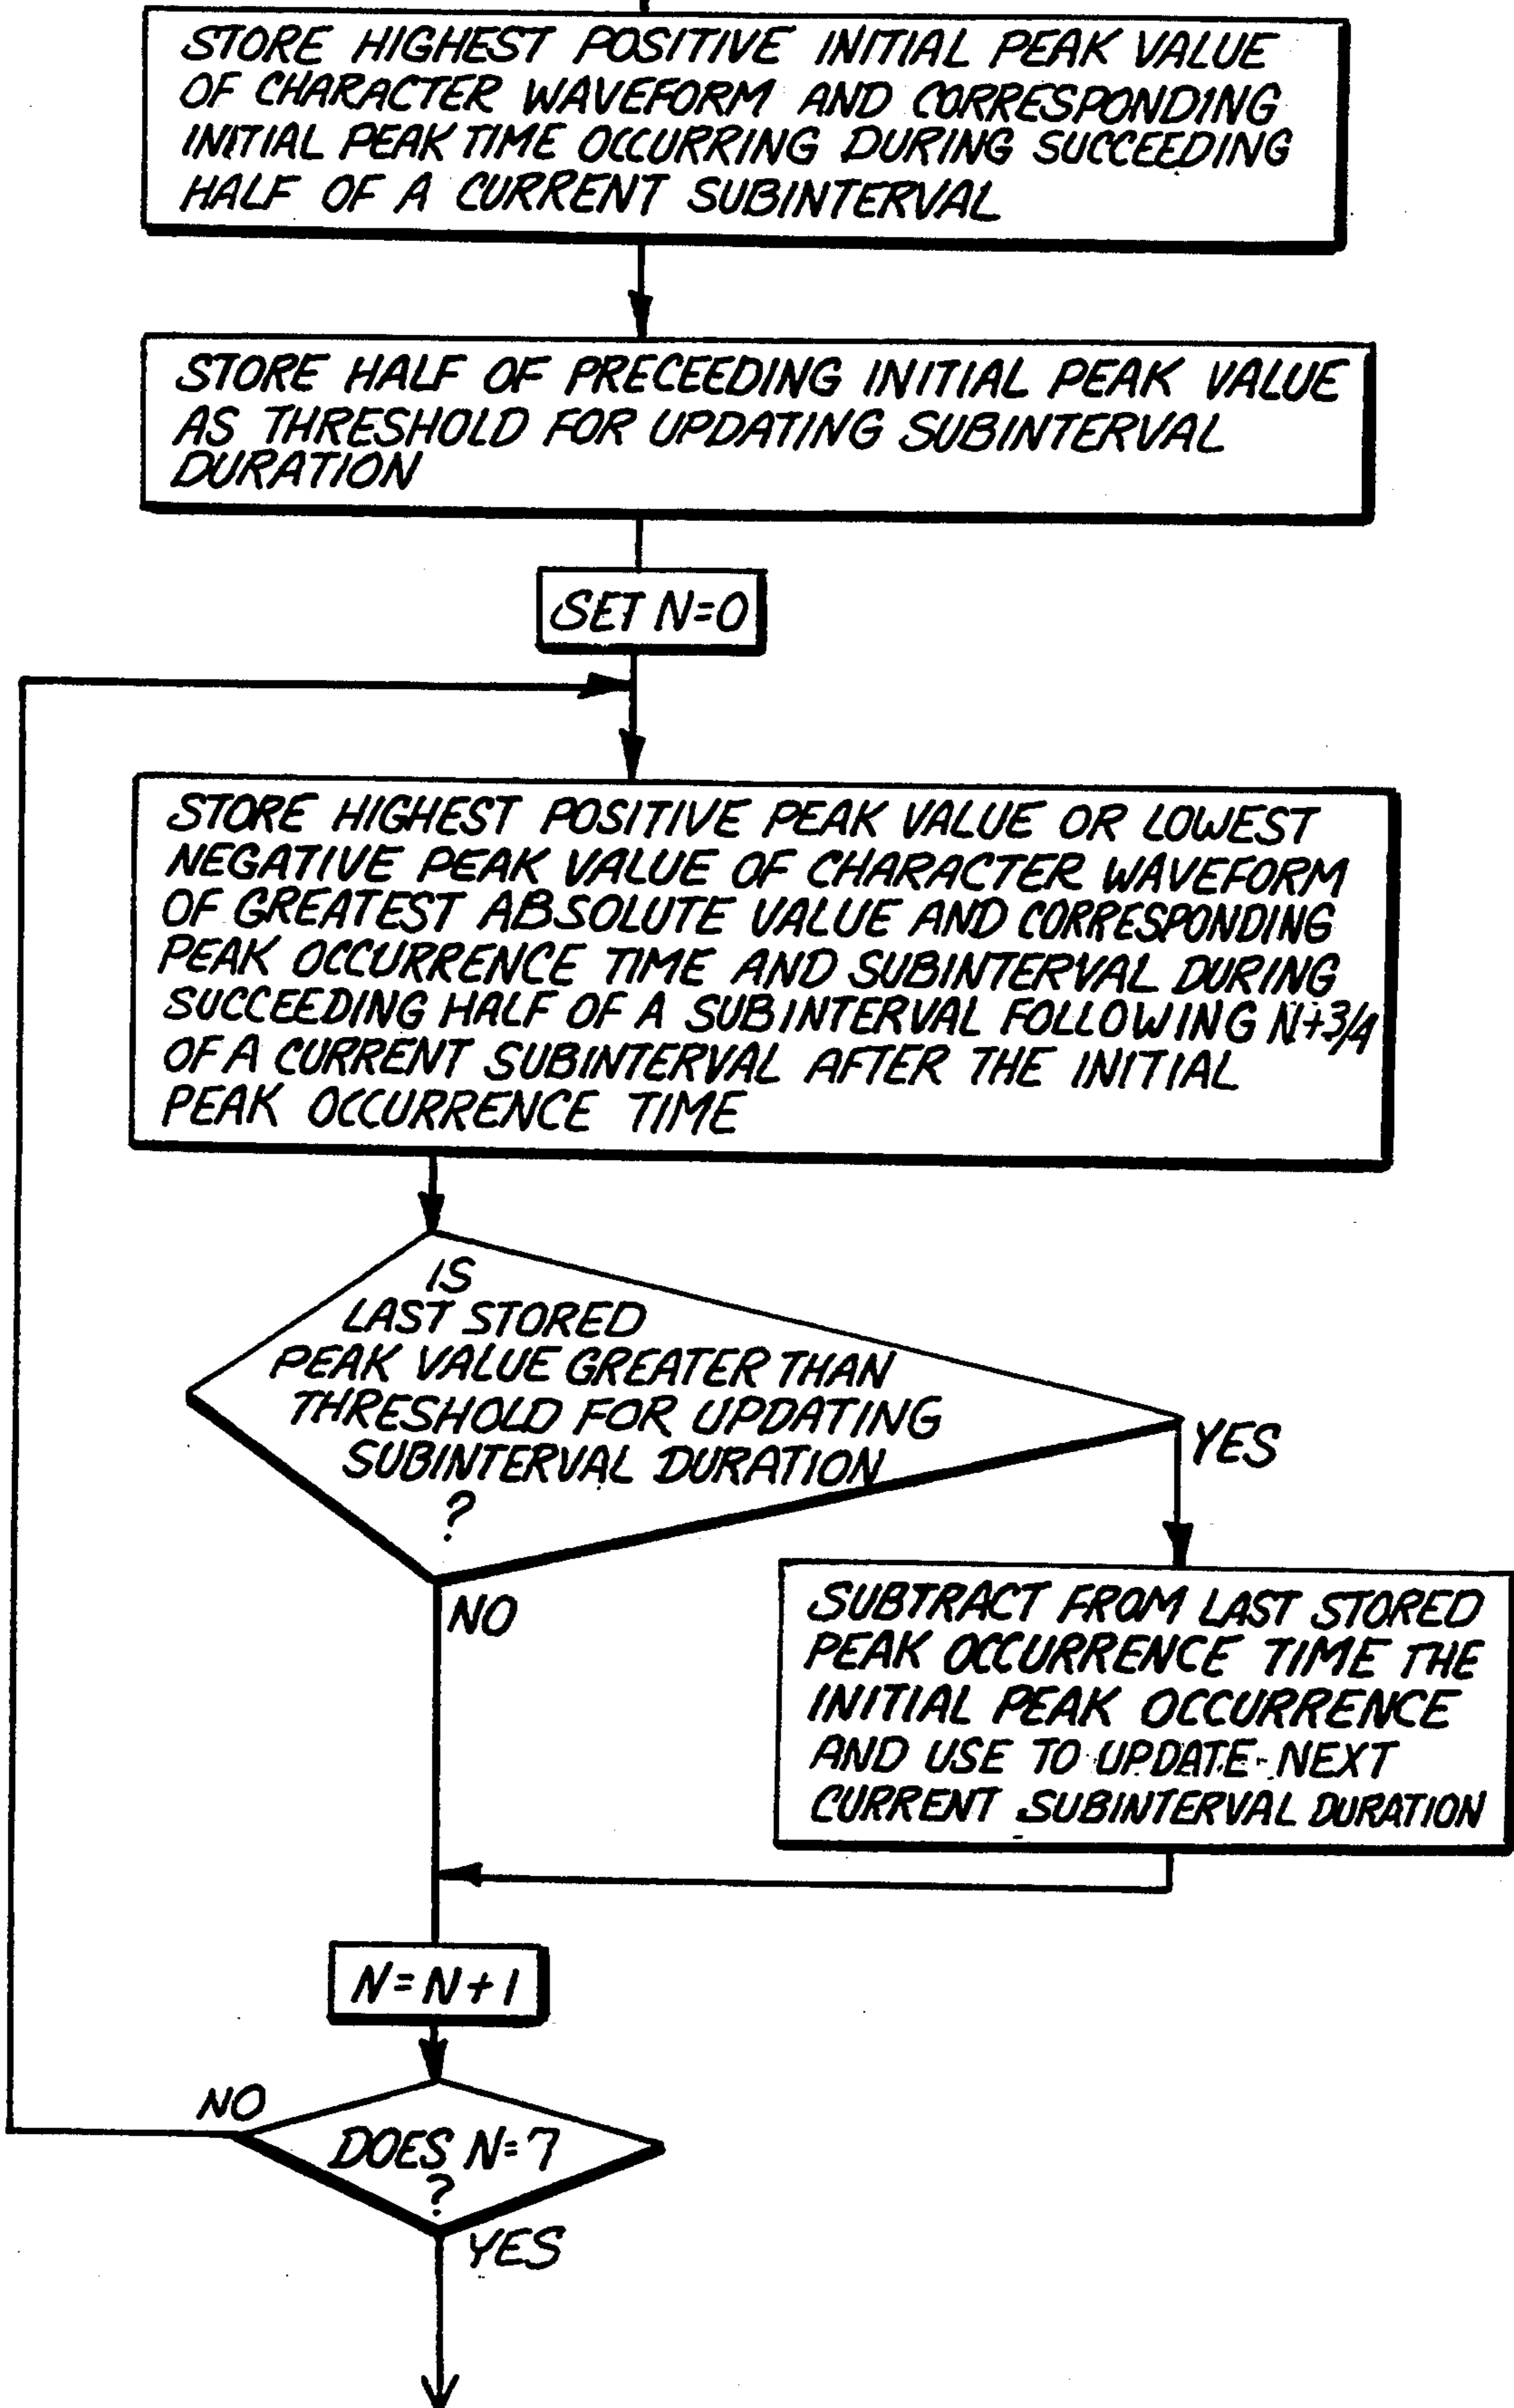 STORE HIGHEST POSITIVE INITIAL PEAK VALUE
OF CHARACTER WAVEFORM AND CORRESPONDING
INITIAL PEAK TIME OCCURRING DURING SUCCEEDING
HALF OF A CURRENT SUBINTERVAL
STORE HALF OF PRECEEDING INITIAL PEAK VALUE
AS THRESHOLD FOR UPDATING SUBINTERVAL
DURATION
SET N=0
STORE HIGHEST POSITIVE PEAK VALUE OR LOWEST
NEGATIVE PEAK VALUE OF CHARACTER WAVEFORM
OF GREATEST ABSOLUTE VALUE AND CORRESPONDING
PEAK OCCURRENCE TIME AND SUBINTERVAL DURING
SUCCEEDING HALF OF A SUBINTERVAL FOLLOWING N+3/4
OF A CURRENT SUBINTERVAL AFTER THE INITIAL
PEAK OCCURRENCE TIME
IS
LAST STORED
PEAK VALUE GREATER THAN
THRESHOLD FOR UPDATING
SUBINTERVAL DURATION
?
YES
NO
SUBTRACT FROM LAST STORED
PEAK OCCURRENCE TIME THE
INITIAL PEAK OCCURRENCE
AND USE TO UPDATE NEXT
CURRENT SUBINTERVAL DURATION
N=N+1
NO
DOES N=7
?
YES